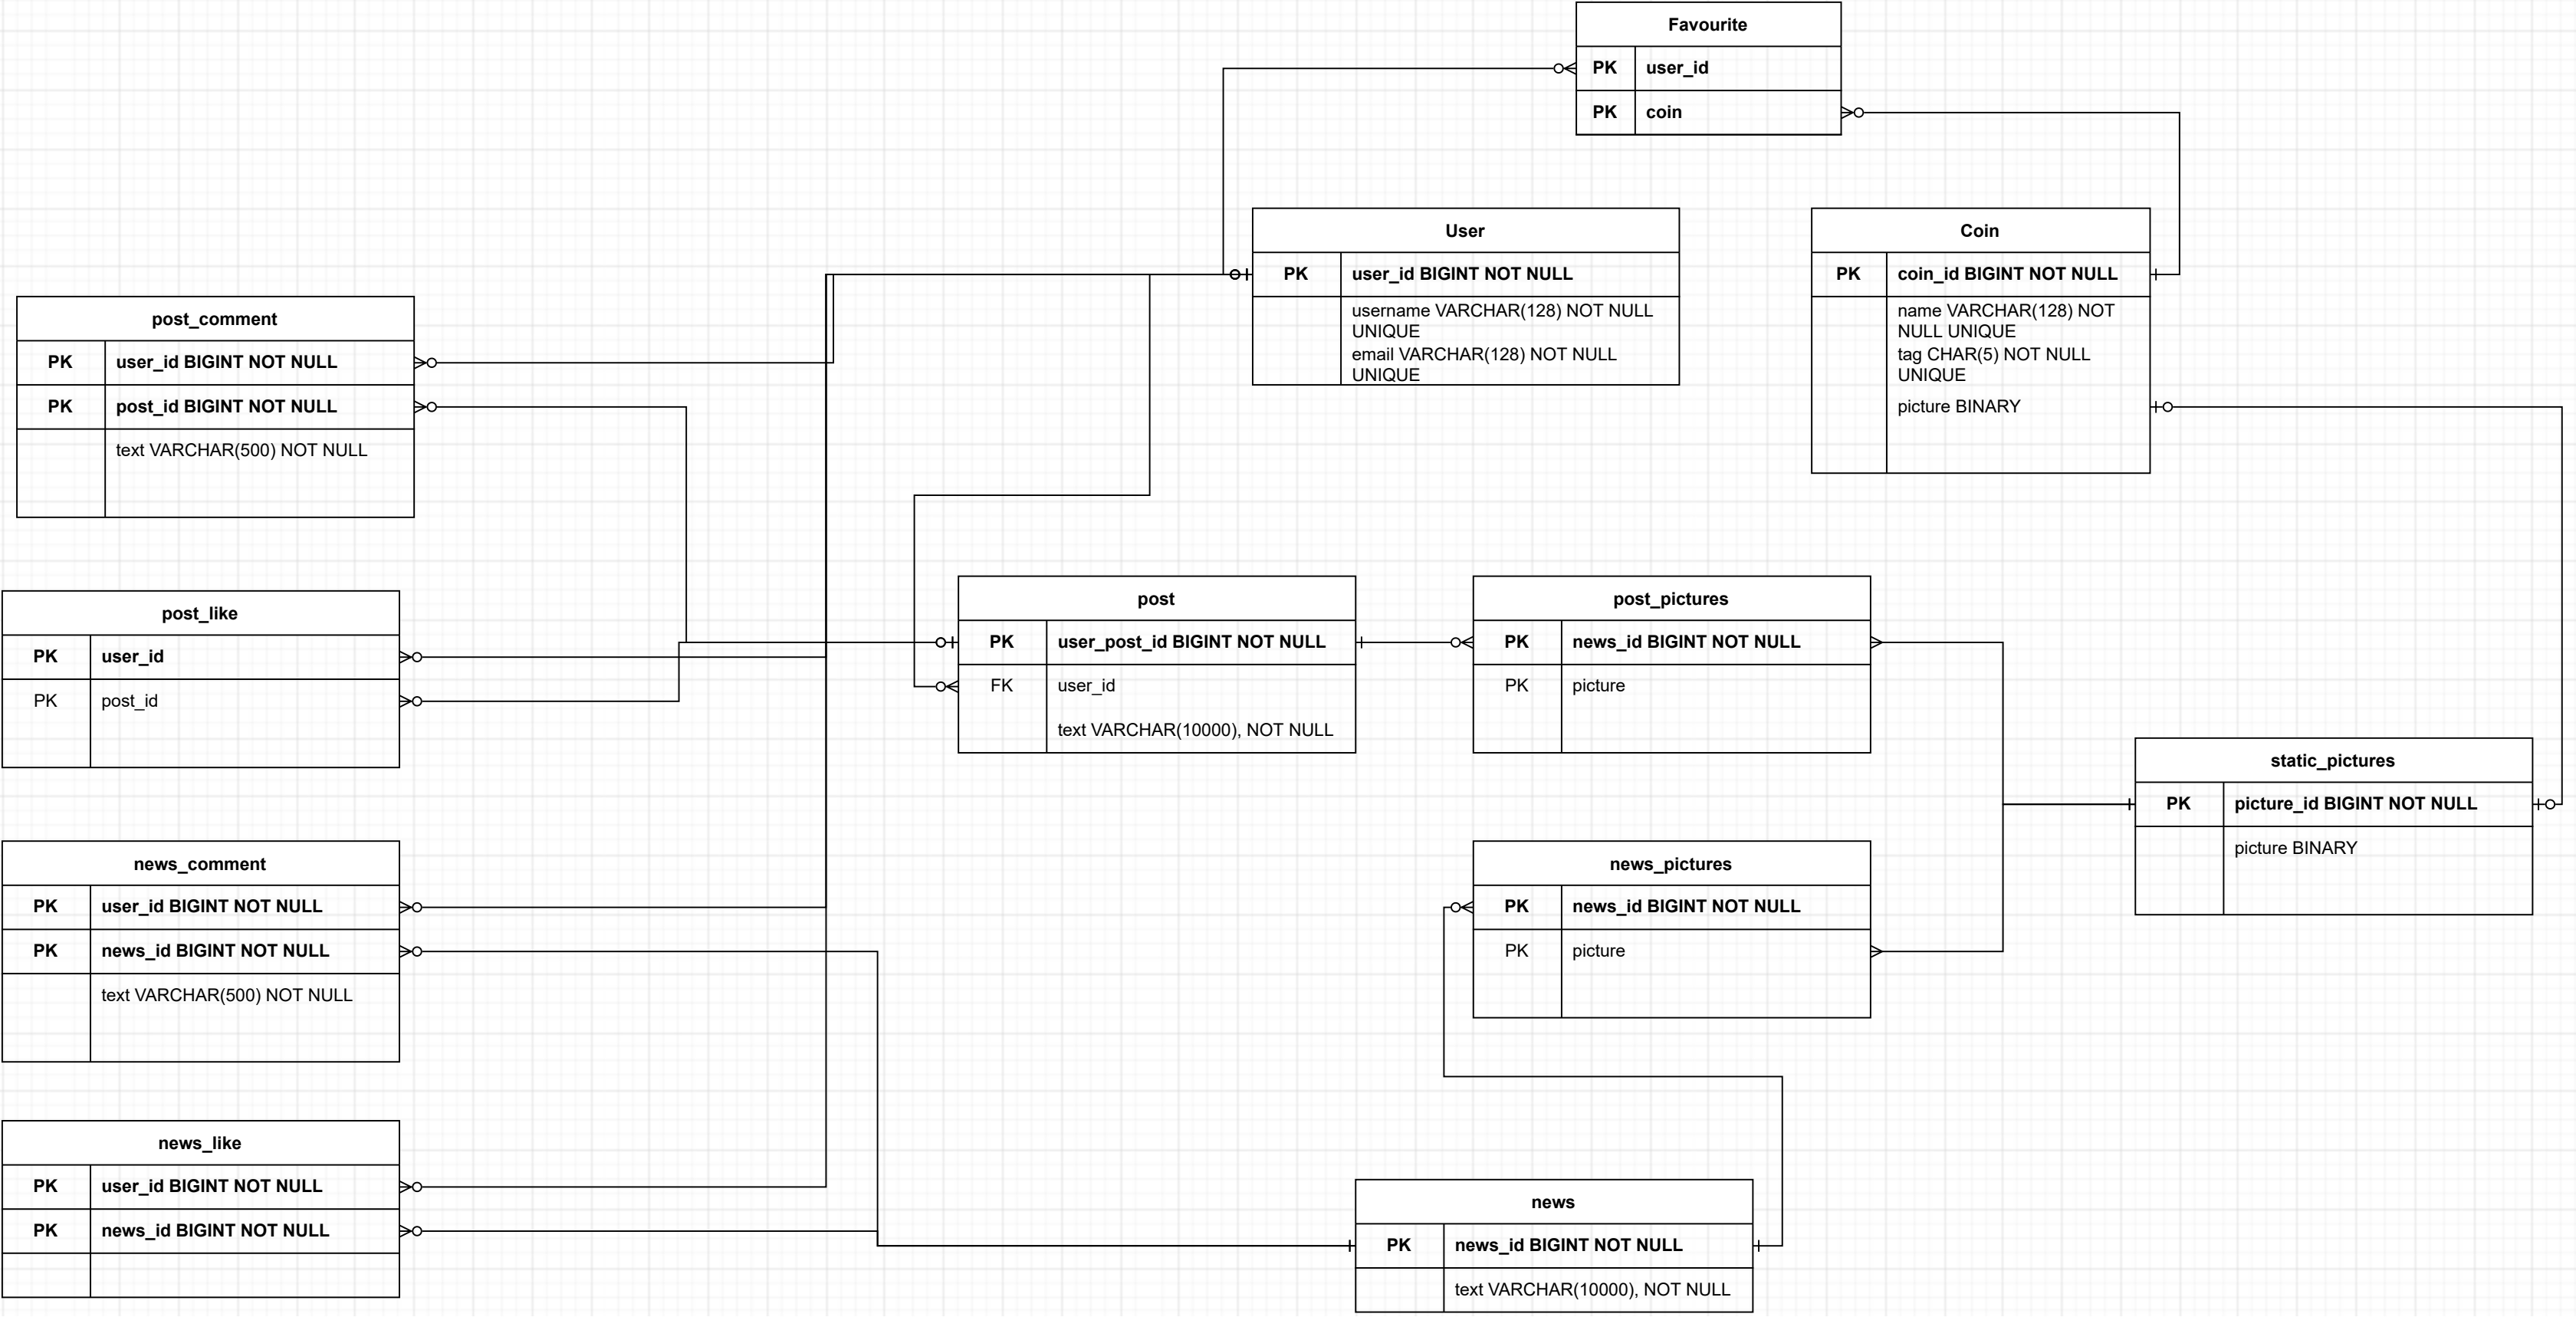 Favourite
PK user_id
PK coin
User
PK user_id BIGINT NOT NULL
username VARCHAR(128) NOT NULL
UNIQUE
email VARCHAR(128) NOT NULL
UNIQUE
Coin
PK coin_id BIGINT NOT NULL
name VARCHAR(128) NOT
NULL UNIQUE
tag CHAR(5) NOT NULL
UNIQUE
picture BINARY
post_comment
PK user_id BIGINT NOT NULL
PK post_id BIGINT NOT NULL
text VARCHAR(500) NOT NULL
post_like
PK user_id
PK post_id
post
PK user_post_id BIGINT NOT NULL
FK user_id
text VARCHAR(10000), NOT NULL
post_pictures
PK news_id BIGINT NOT NULL
PK picture
static_pictures
PK picture_id BIGINT NOT NULL
picture BINARY
news_comment
PK user_id BIGINT NOT NULL
PK news_id BIGINT NOT NULL
text VARCHAR(500) NOT NULL
news_pictures
PK news_id BIGINT NOT NULL
PK picture
news_like
PK user_id BIGINT NOT NULL
PK news_id BIGINT NOT NULL
news
PK news_id BIGINT NOT NULL
text VARCHAR(10000), NOT NULL